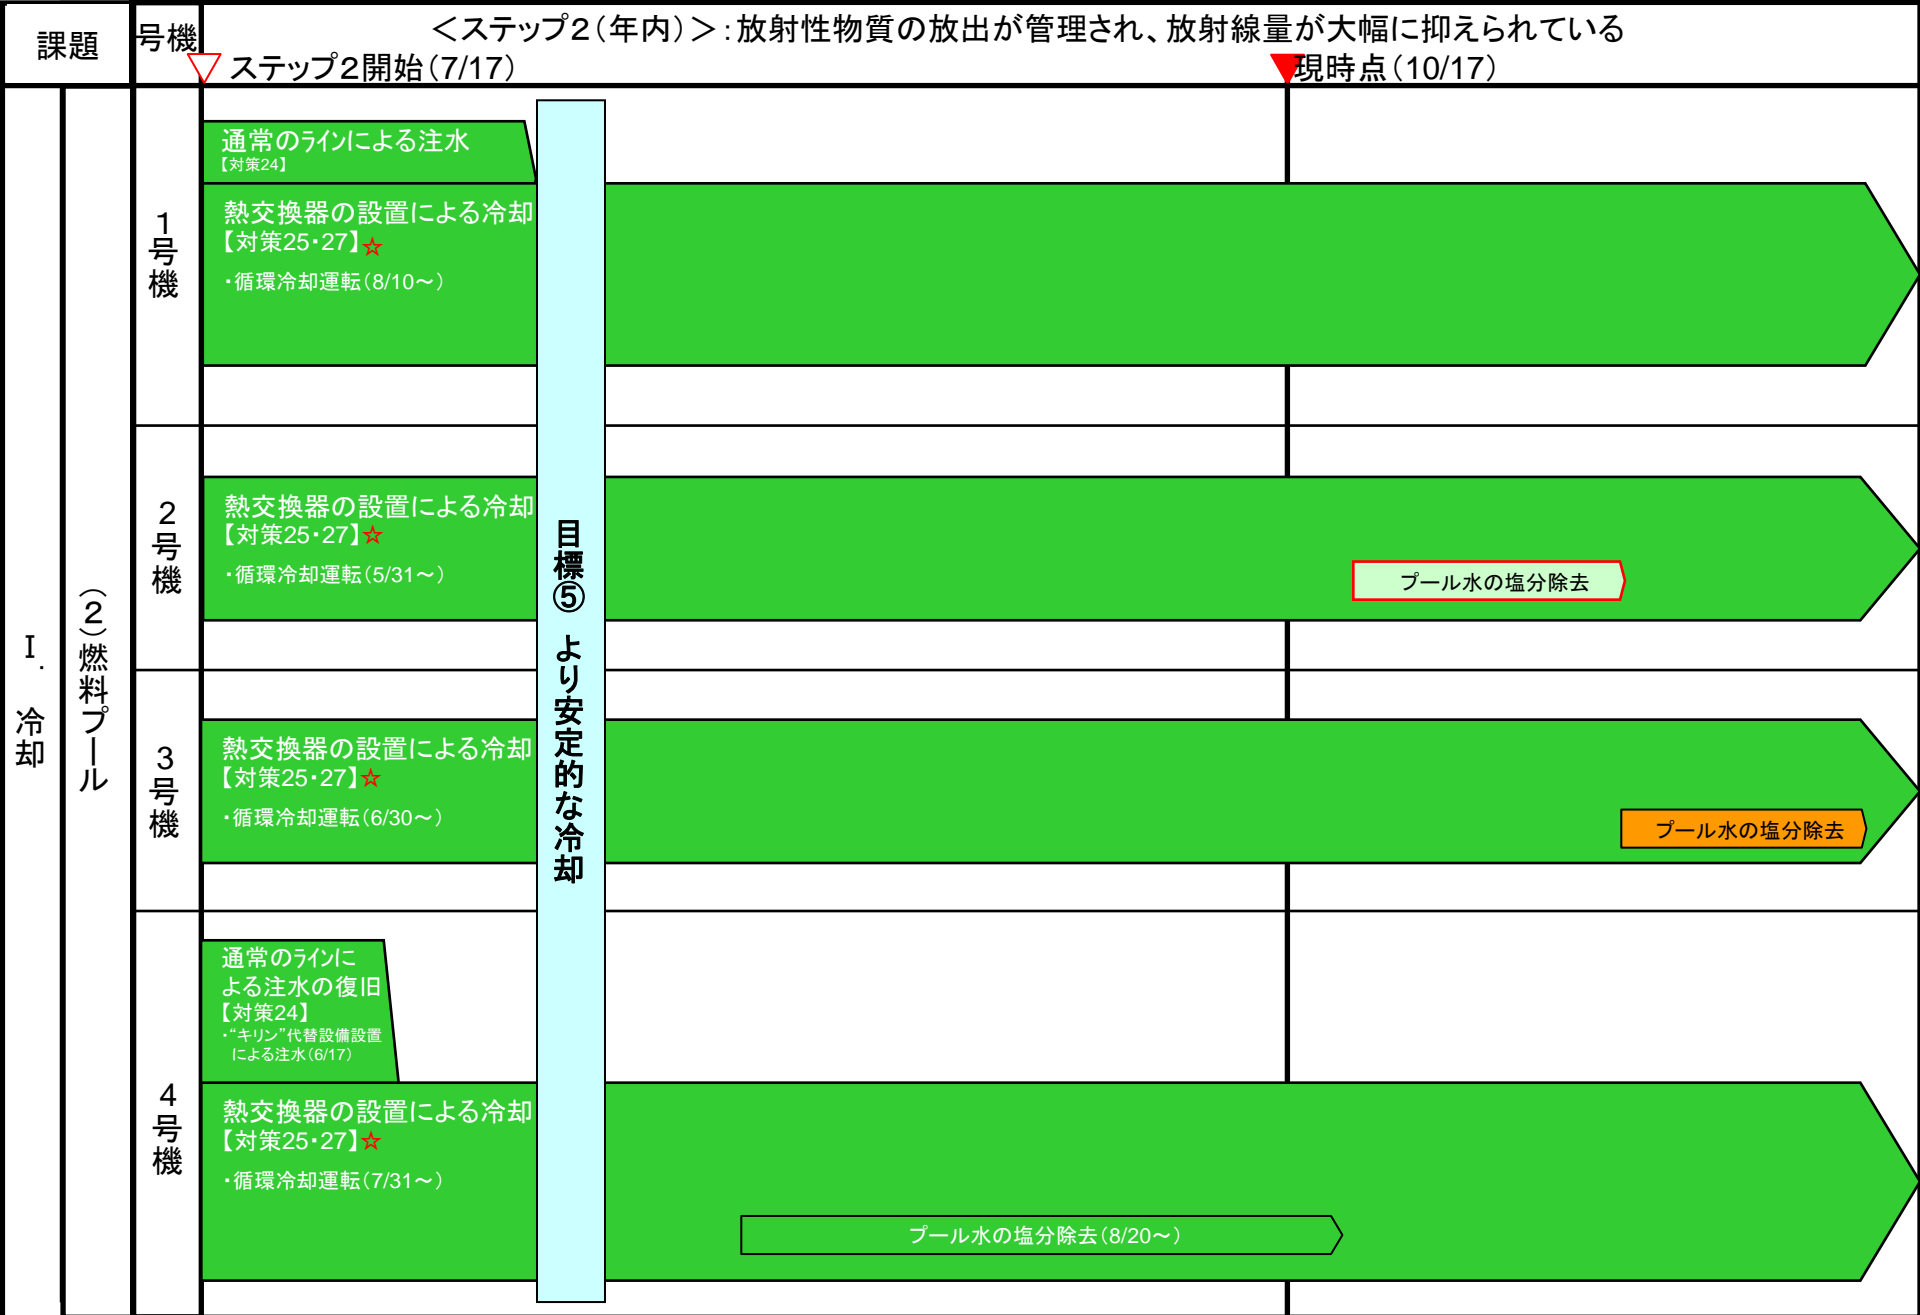 課題
号機
＜ステップ２（年内）＞：放射性物質の放出が管理され、放射線量が大幅に抑えられている
ステップ２開始（7/17）
現時点（10/17）
Ⅰ．冷却
（２）燃料プール
１号機
通常のラインによる注水
【対策24】
熱交換器の設置による冷却
【対策25・27】☆
・循環冷却運転（8/10～）
目標⑤ より安定的な冷却
２号機
熱交換器の設置による冷却
【対策25・27】☆
・循環冷却運転（5/31～）
プール水の塩分除去
３号機
熱交換器の設置による冷却
【対策25・27】☆
・循環冷却運転（6/30～）
プール水の塩分除去
４号機
通常のラインに
よる注水の復旧
【対策24】
・“キリン”代替設備設置
による注水（6/17）
熱交換器の設置による冷却
【対策25・27】☆
・循環冷却運転（7/31～）
プール水の塩分除去（8/20～）